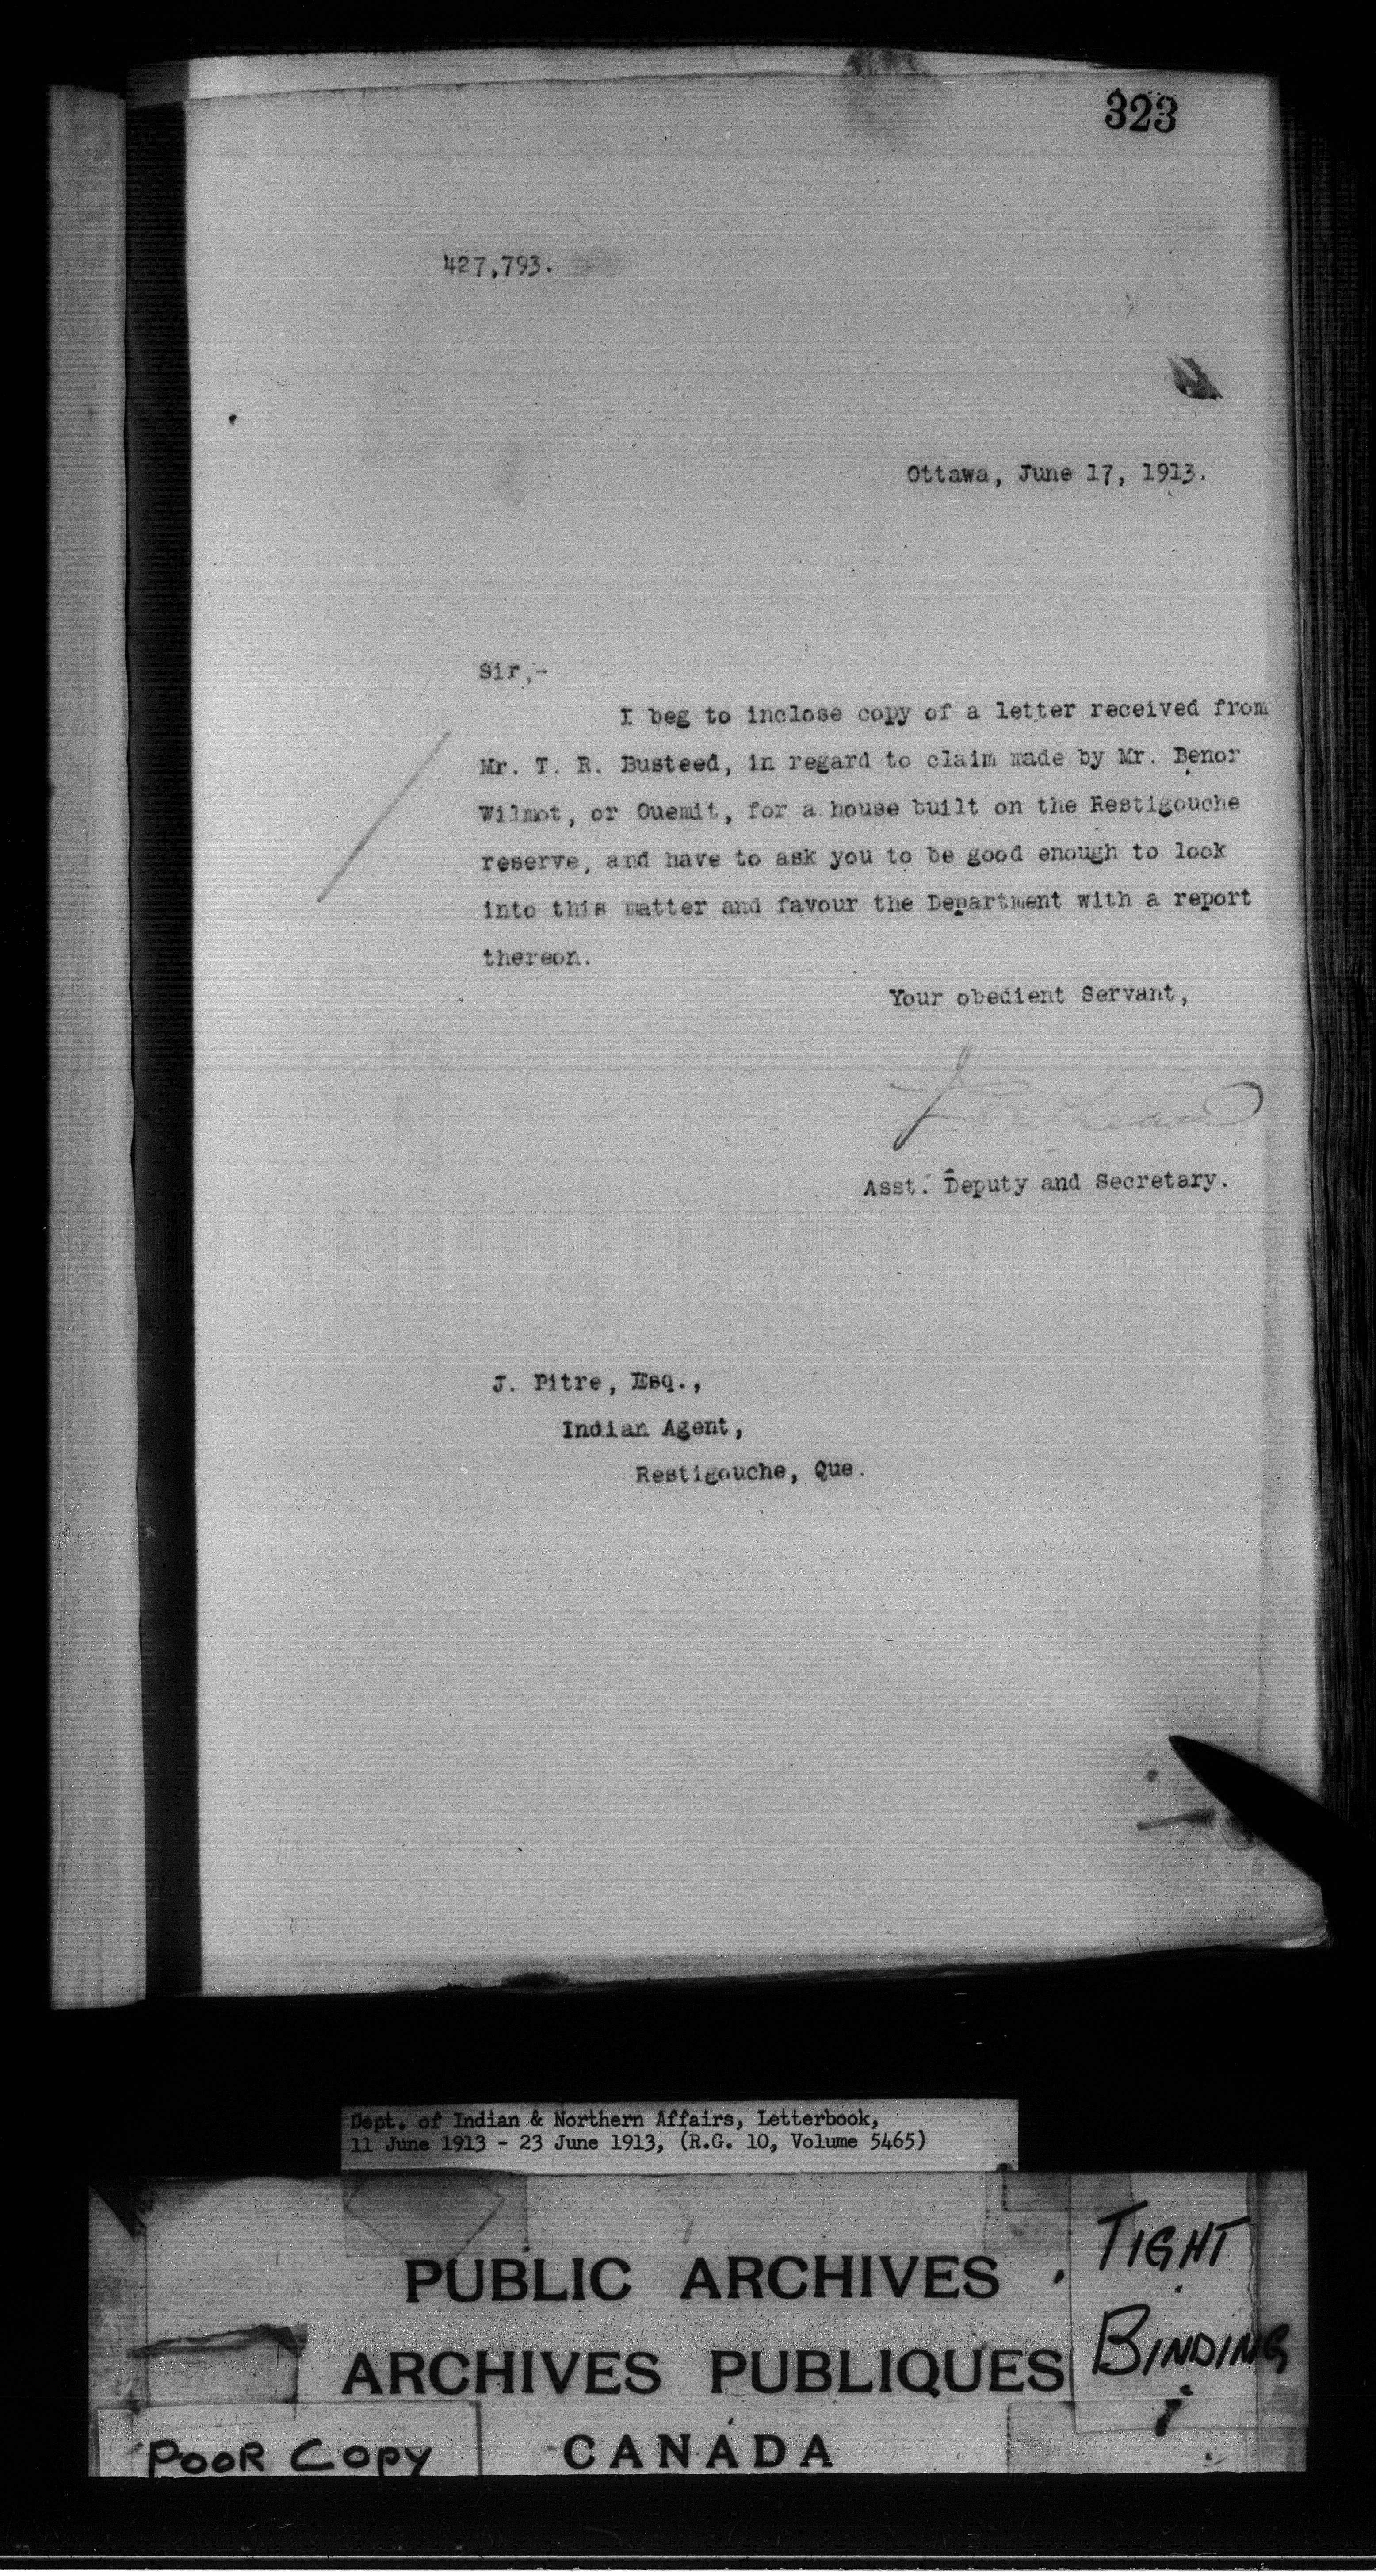 323
427,793.
Ottawa, June 17, 1913.
Sir,-
I beg to inclose copy of a letter received from
Mr. T. R. Busteed, in regard to claim made by Mr. Benor
Wilmot, or Ouemit, for a house built on the Restigouche
reserve, and have to ask you to be good enough to look
into this matter and favour the Department with a report
thereon.
Your obedient Servant,
Asst. Deputy and Secretary.
J. Pitre, Esq.,
Indian Agent,
Restigouche, Que.
Dept. of Indian & Northern Affairs, Letterbook,
11 June 1913 - 23 June 1913, (R.G. 10, Volume 5465)
PUBLIC ARCHIVES
ARCHIVES PUBLIQUES
CANADA
TIGHT
BINDING
POOR COPY